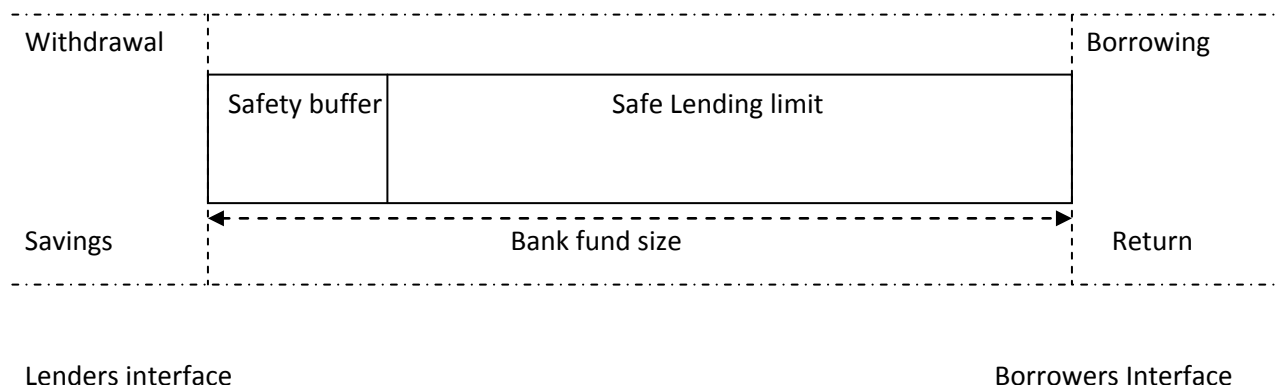 Withdrawal Borrowing
Safety buffer Safe Lending limit
Savings Bank fund size Return
Lenders interface Borrowers Interface